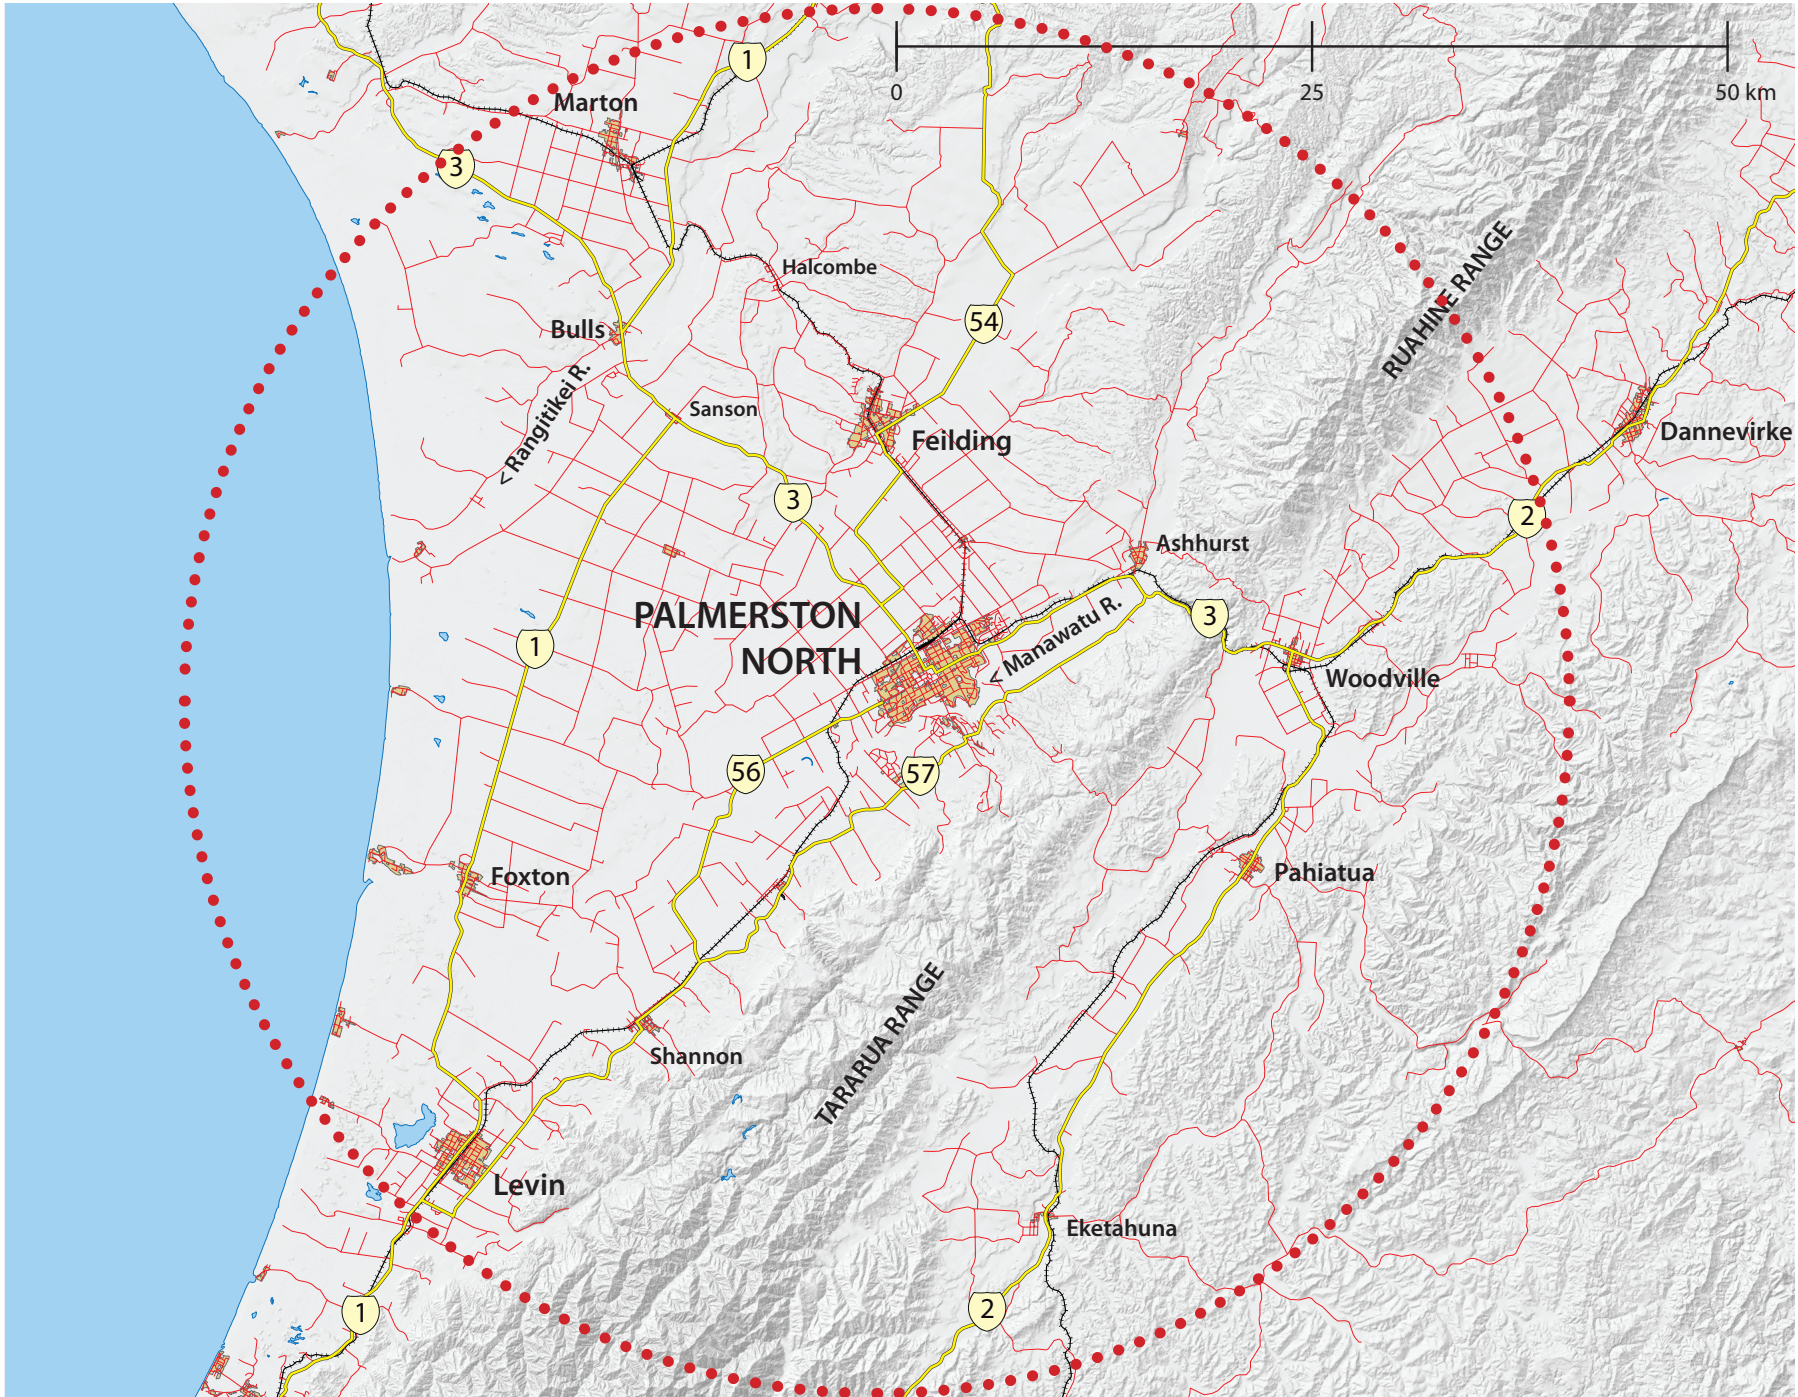 1
0
25
50 km
Marton
3
RUAHINE RANGE
Halcombe
54
Bulls
< Rangitikei R.
Sanson
Feilding
Dannevirke
3
2
Ashhurst
PALMERSTON
NORTH
< Manawatu R.
3
1
Woodville
56
57
Foxton
Pahiatua
TARARUA RANGE
Shannon
Levin
Eketahuna
1
2